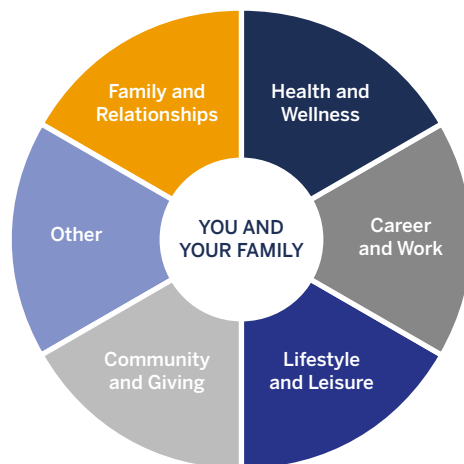 Family and
Relationships
Health and
Wellness
Other
YOU AND
YOUR FAMILY
Career
and Work
Community
and Giving
Lifestyle
and Leisure